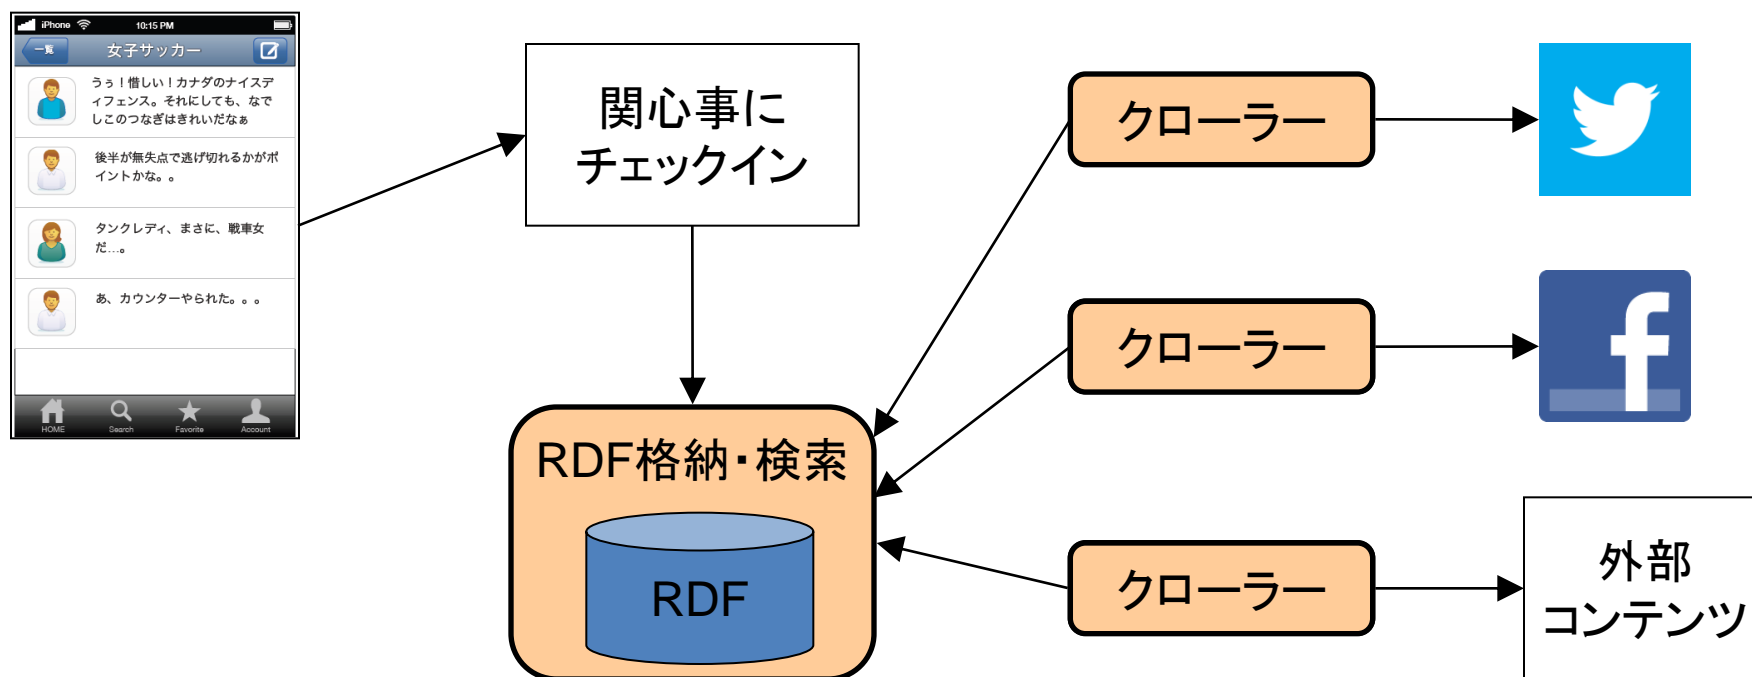 iPhone 10:15 PM
一覧 女子サッカー
うぅ！惜しい！カナダのナイスデ
ィフェンス。それにしても、なで
しこのつなぎはきれいだなぁ
後半が無失点で逃げ切れるかがポ
イントかな。。
タンクレディ、まさに、戦車女
だ…。
あ、カウンターやられた。。。
HOME Search Favorite Account
関心事に
チェックイン
RDF格納・検索
RDF
クローラー
クローラー
クローラー
外部
コンテンツ